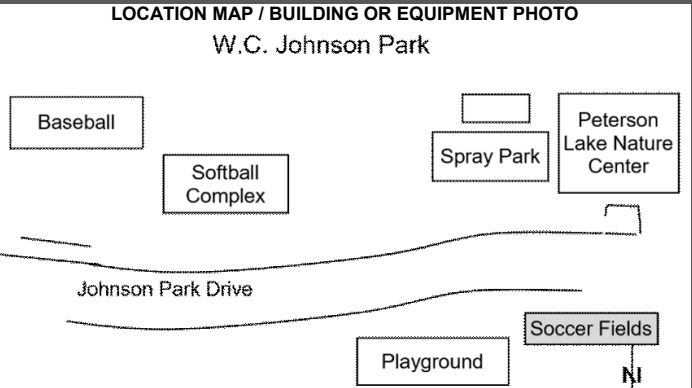 LOCATION MAP / BUILDING OR EQUIPMENT PHOTO
W.C. Johnson Park
Baseball
Softball
Complex
Spray Park
Peterson
Lake Nature
Center
Johnson Park Drive
Soccer Fields
Playground